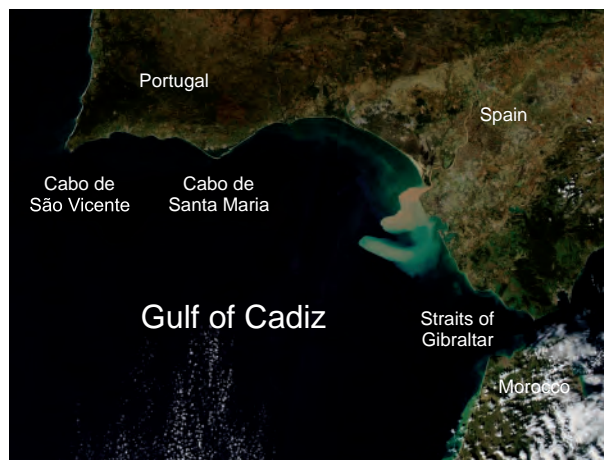 Portugal
Spain
Cabo de
São Vicente
Cabo de
Santa Maria
Gulf of Cadiz
Straits of
Gibraltar
Morocco